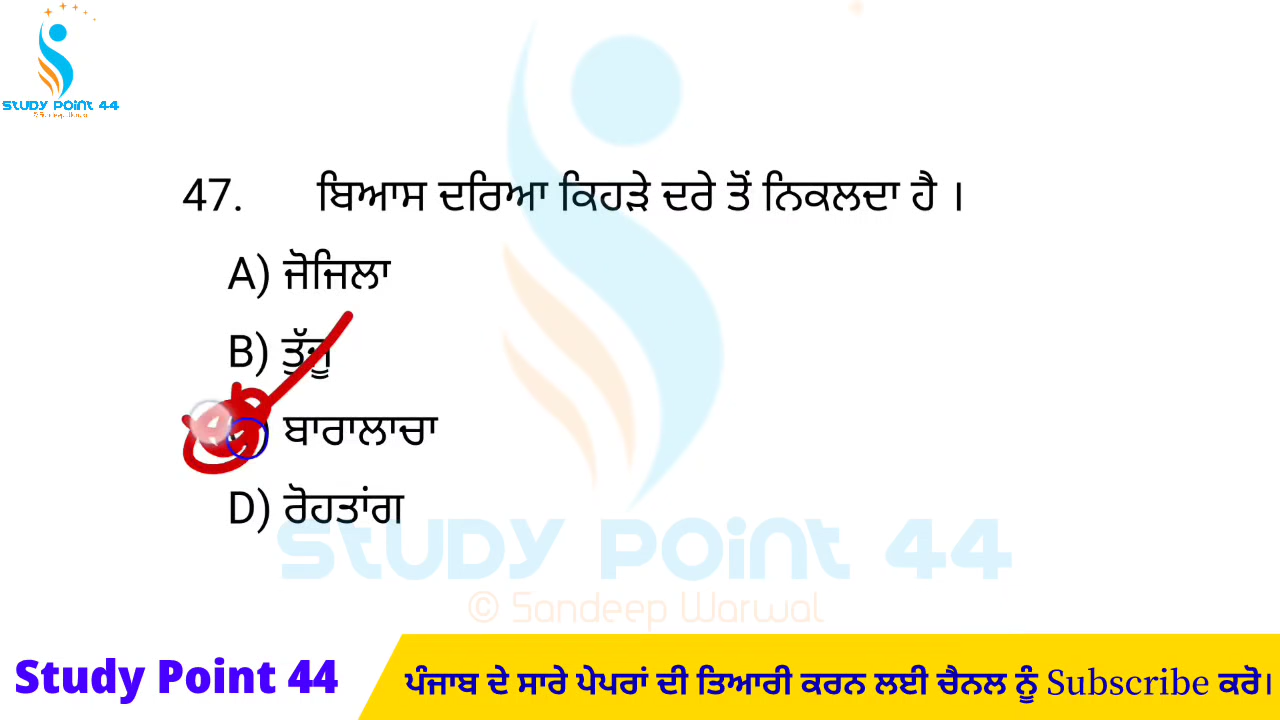 STUDY POINT 44
47. ਬਿਆਸ ਦਰਿਆ ਕਿਹੜੇ ਦਰੇ ਤੋਂ ਨਿਕਲਦਾ ਹੈ ।
A) ਜੋਜਿਲਾ
B) ਤੁੱਜੂ
ਬਾਰਾਲਾਚਾ
D) ਰੋਹਤਾਂਗ
STUDY POINT 44
© Sandeep Warwal
Study Point 44
ਪੰਜਾਬ ਦੇ ਸਾਰੇ ਪੇਪਰਾਂ ਦੀ ਤਿਆਰੀ ਕਰਨ ਲਈ ਚੈਨਲ ਨੂੰ Subscribe ਕਰੋ।